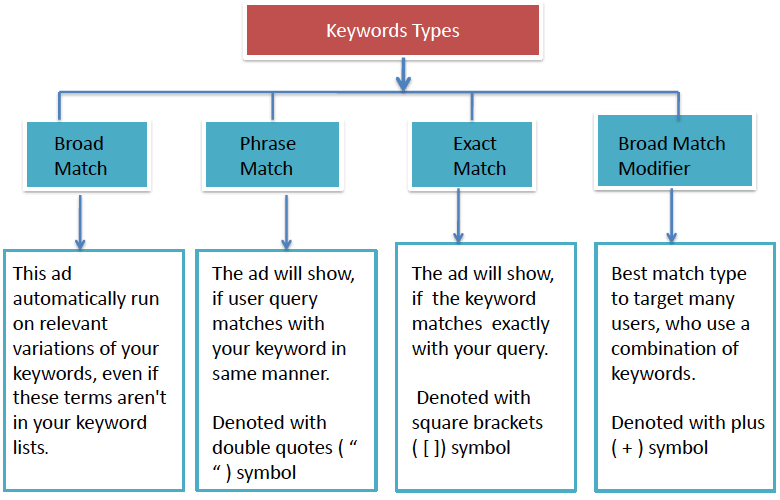 Keywords Types
Broad
Match
Phrase
Match
Exact
Match
Broad Match
Modifier
This ad
automatically run
on relevant
variations of your
keywords, even if
these terms aren't
in your keyword
lists.
The ad will show,
if user query
matches with
your keyword in
same manner.
Denoted with
double quotes ( “
“ ) symbol
The ad will show,
if  the keyword
matches  exactly
with your query.
Denoted with
square brackets
( [ ]) symbol
Best match type
to target many
users, who use a
combination of
keywords.
Denoted with plus
( + ) symbol